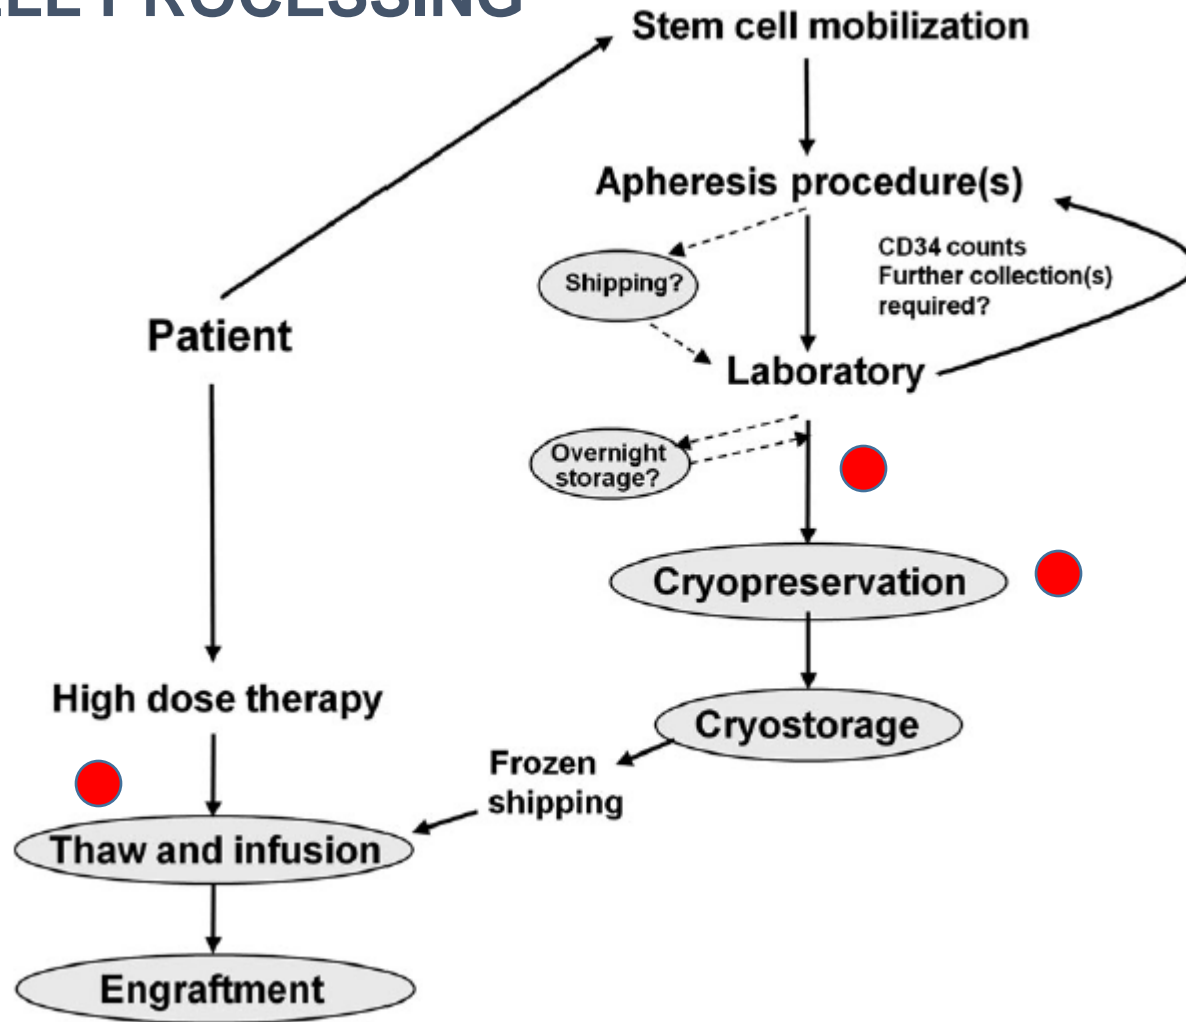 PROCESSING
Stem cell mobilization
Apheresis procedure(s)
Shipping?
CD34 counts
Further collection(s)
required?
Patient
Laboratory
Overnight
storage?
Cryopreservation
High dose therapy
Cryostorage
Frozen
shipping
Thaw and infusion
Engraftment